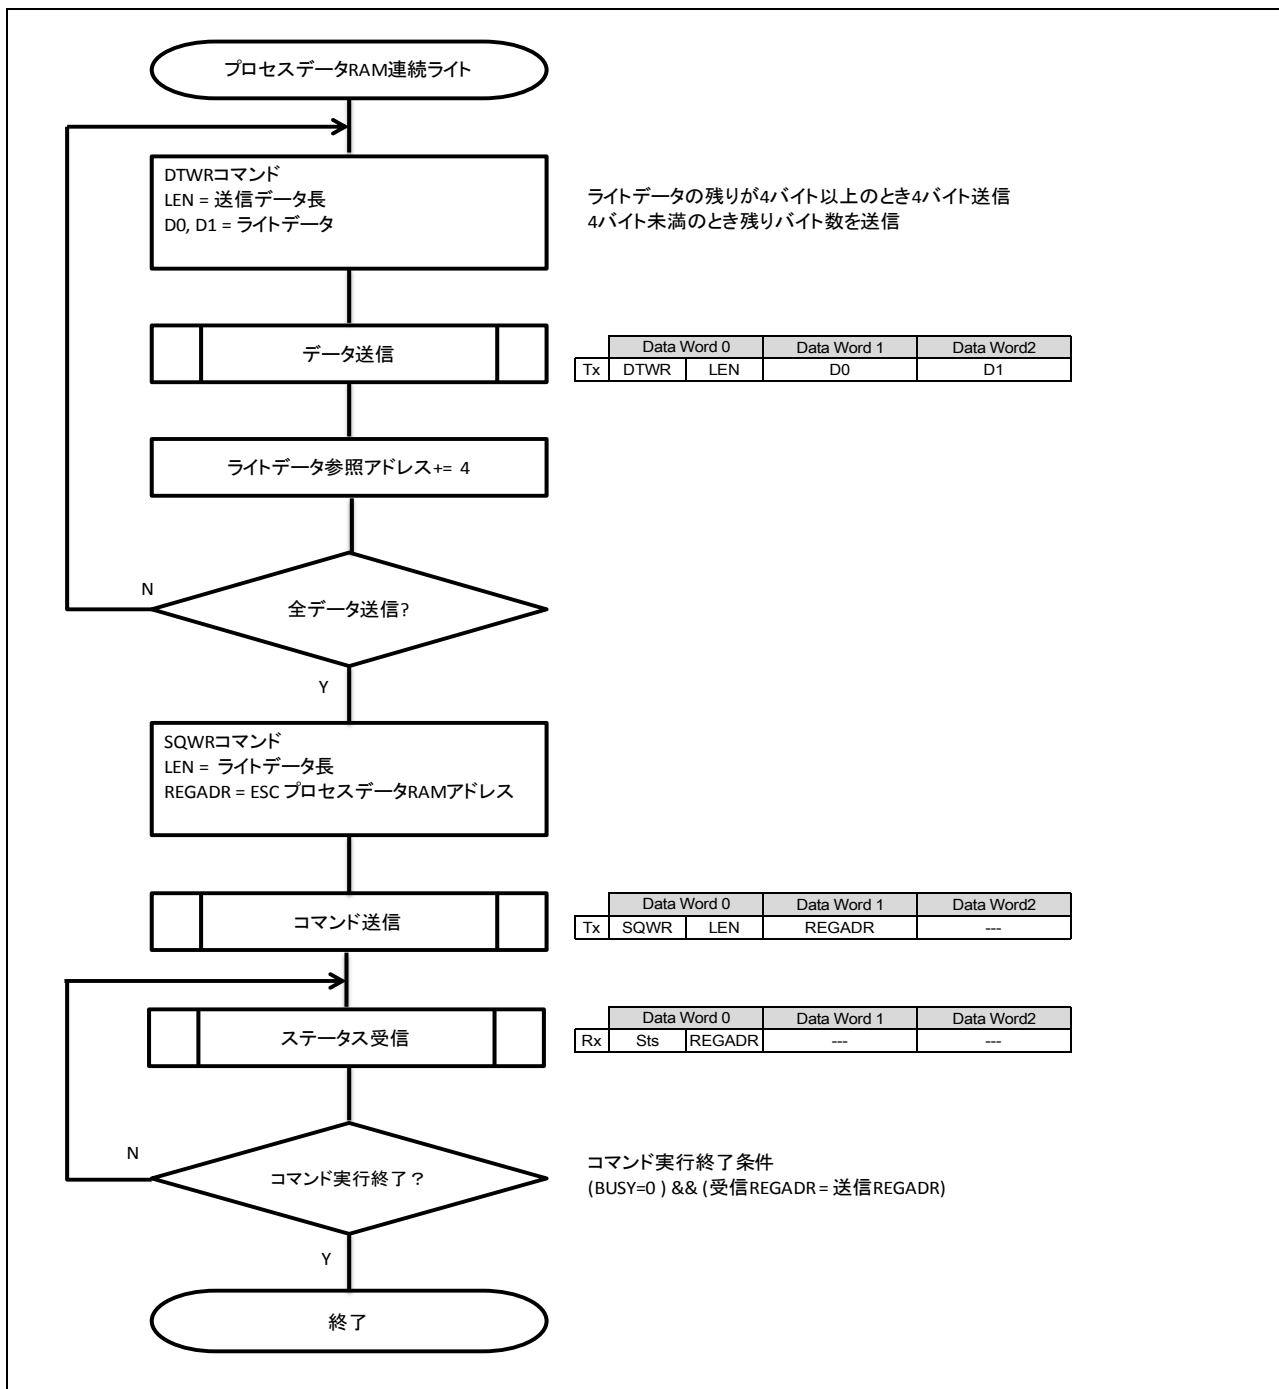 プロセスデータRAM連続ライト
DTWRコマンド
LEN = 送信データ長
D0, D1 = ライトデータ
ライトデータの残りが4バイト以上のとき4バイト送信
4バイト未満のとき残りバイト数を送信
データ送信
Data Word 0 Data Word 1 Data Word2
Tx DTWR LEN D0 D1
ライトデータ参照アドレス+= 4
N
全データ送信?
Y
SQWRコマンド
LEN = ライトデータ長
REGADR = ESC プロセスデータRAMアドレス
コマンド送信
Data Word 0 Data Word 1 Data Word2
Tx SQWR LEN REGADR ---
ステータス受信
Data Word 0 Data Word 1 Data Word2
Rx Sts REGADR --- ---
N
コマンド実行終了？
コマンド実行終了条件
(BUSY=0 ) && (受信REGADR = 送信REGADR)
Y
終了